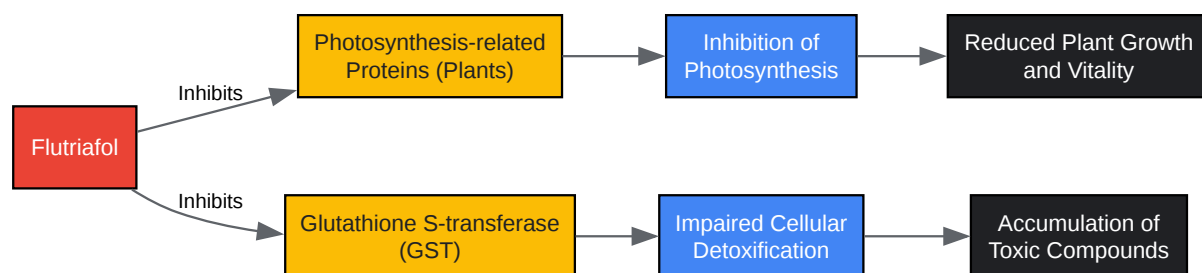 Flutriafol
Inhibits
Photosynthesis-related
Proteins (Plants)
Inhibition of
Photosynthesis
Reduced Plant Growth
and Vitality
Inhibits
Glutathione S-transferase
(GST)
Impaired Cellular
Detoxification
Accumulation of
Toxic Compounds